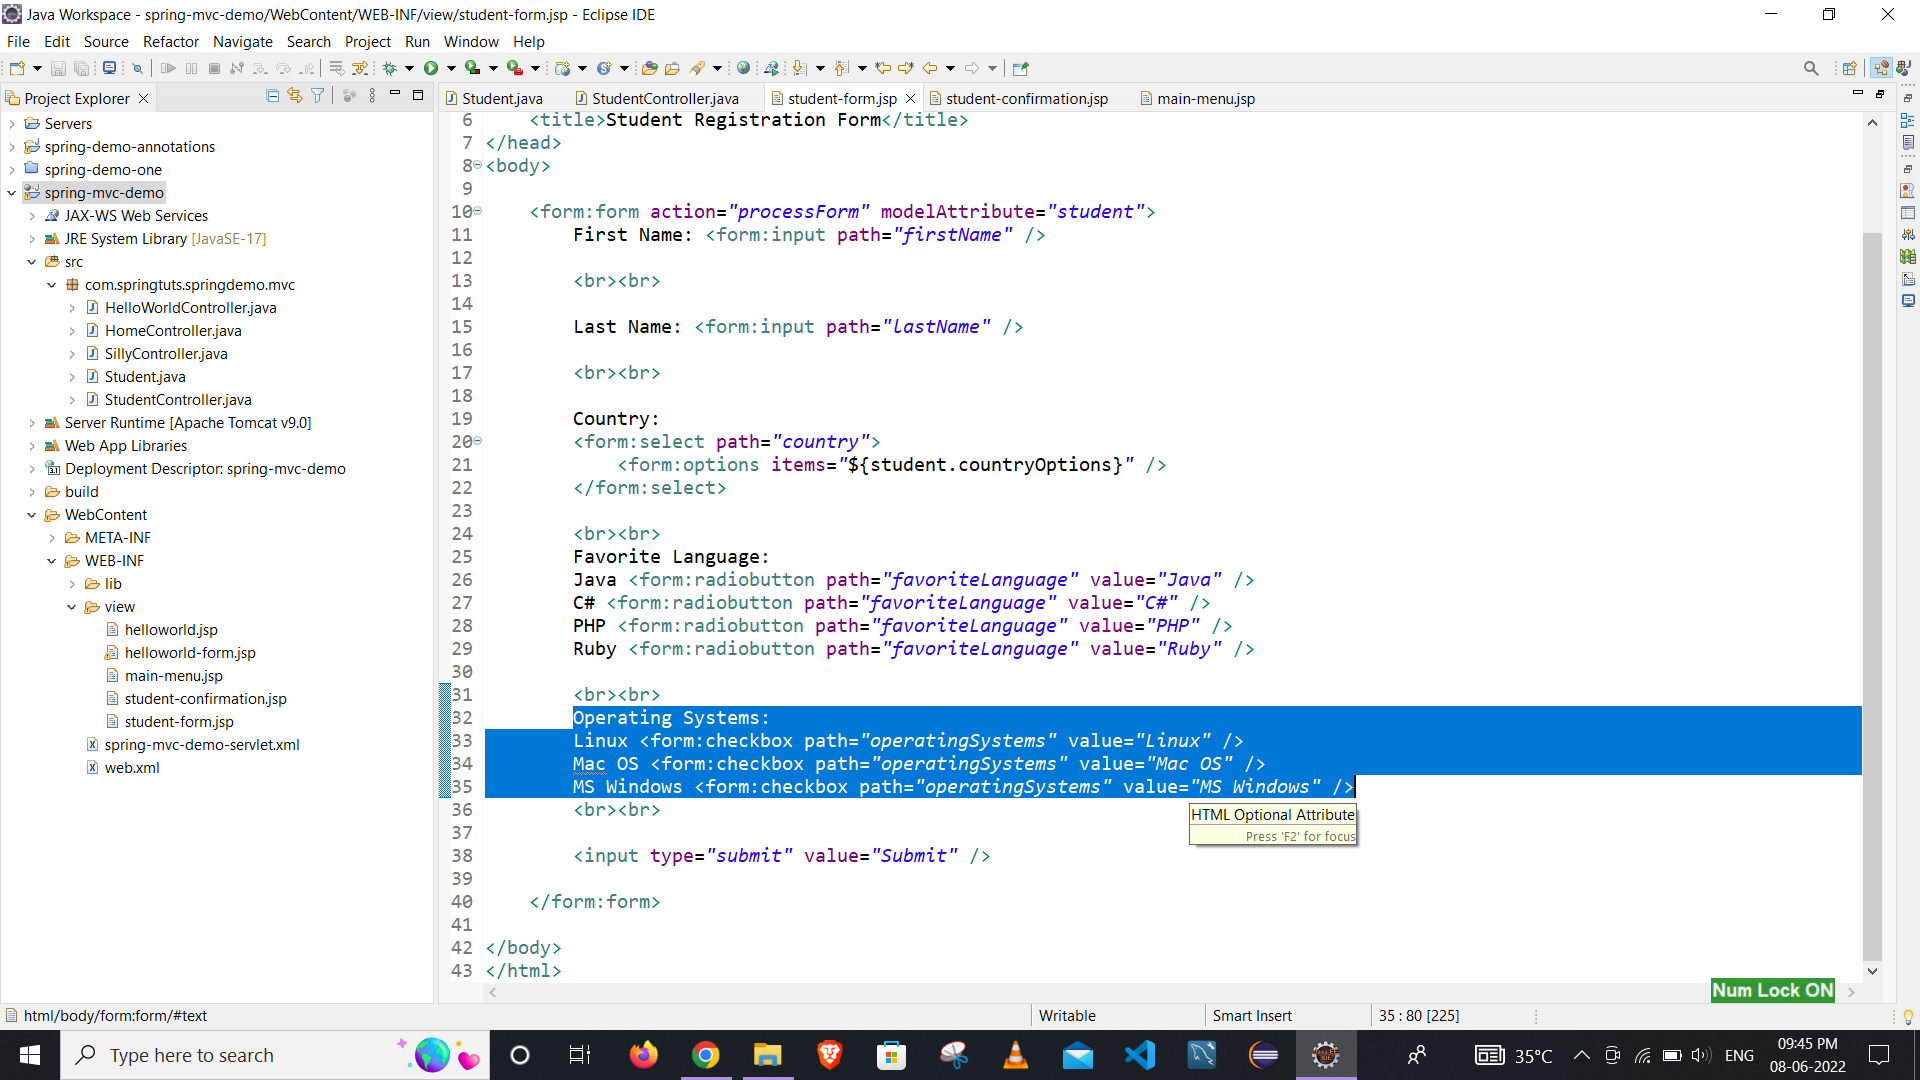 Java Workspace - spring-mvc-demo/WebContent/WEB-INF/view/student-form.jsp - Eclipse IDE
File Edit Source Refactor Navigate Search Project Run Window Help
Project Explorer
Servers
spring-demo-annotations
spring-demo-one
spring-mvc-demo
JAX-WS Web Services
JRE System Library [JavaSE-17]
src
com.springtuts.springdemo.mvc
HelloWorldController.java
HomeController.java
SillyController.java
Student.java
StudentController.java
Server Runtime [Apache Tomcat v9.0]
Web App Libraries
Deployment Descriptor: spring-mvc-demo
build
WebContent
META-INF
WEB-INF
lib
view
helloworld.jsp
helloworld-form.jsp
main-menu.jsp
student-confirmation.jsp
student-form.jsp
spring-mvc-demo-servlet.xml
web.xml
Student.java StudentController.java student-form.jsp student-confirmation.jsp main-menu.jsp
6 <title>Student Registration Form</title>
7 </head>
8 <body>
9
10 <form:form action="processForm" modelAttribute="student">
11 First Name: <form:input path="firstName" />
12
13 <br><br>
14
15 Last Name: <form:input path="lastName" />
16
17 <br><br>
18
19 Country:
20 <form:select path="country">
21 <form:options items="${student.countryOptions}" />
22 </form:select>
23
24 <br><br>
25 Favorite Language:
26 Java <form:radiobutton path="favoriteLanguage" value="Java" />
27 C# <form:radiobutton path="favoriteLanguage" value="C#" />
28 PHP <form:radiobutton path="favoriteLanguage" value="PHP" />
29 Ruby <form:radiobutton path="favoriteLanguage" value="Ruby" />
30
31 <br><br>
32 Operating Systems:
33 Linux <form:checkbox path="operatingSystems" value="Linux" />
34 Mac OS <form:checkbox path="operatingSystems" value="Mac OS" />
35 MS Windows <form:checkbox path="operatingSystems" value="MS Windows" />
36 <br><br>
37
38 <input type="submit" value="Submit" />
39
40 </form:form>
41
42 </body>
43 </html>
HTML Optional Attribute
Press 'F2' for focus
Num Lock ON
html/body/form:form/#text Writable Smart Insert 35 : 80 [225]
Type here to search
35°C ENG 09:45 PM
08-06-2022